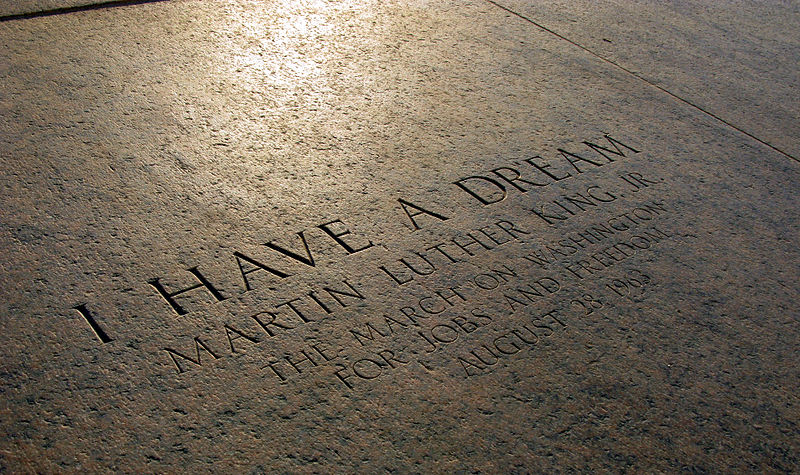 I HAVE A DREAM
MARTIN LUTHER KING JR
THE MARCH ON WASHINGTON
FOR JOBS AND FREEDOM
AUGUST 28 1963